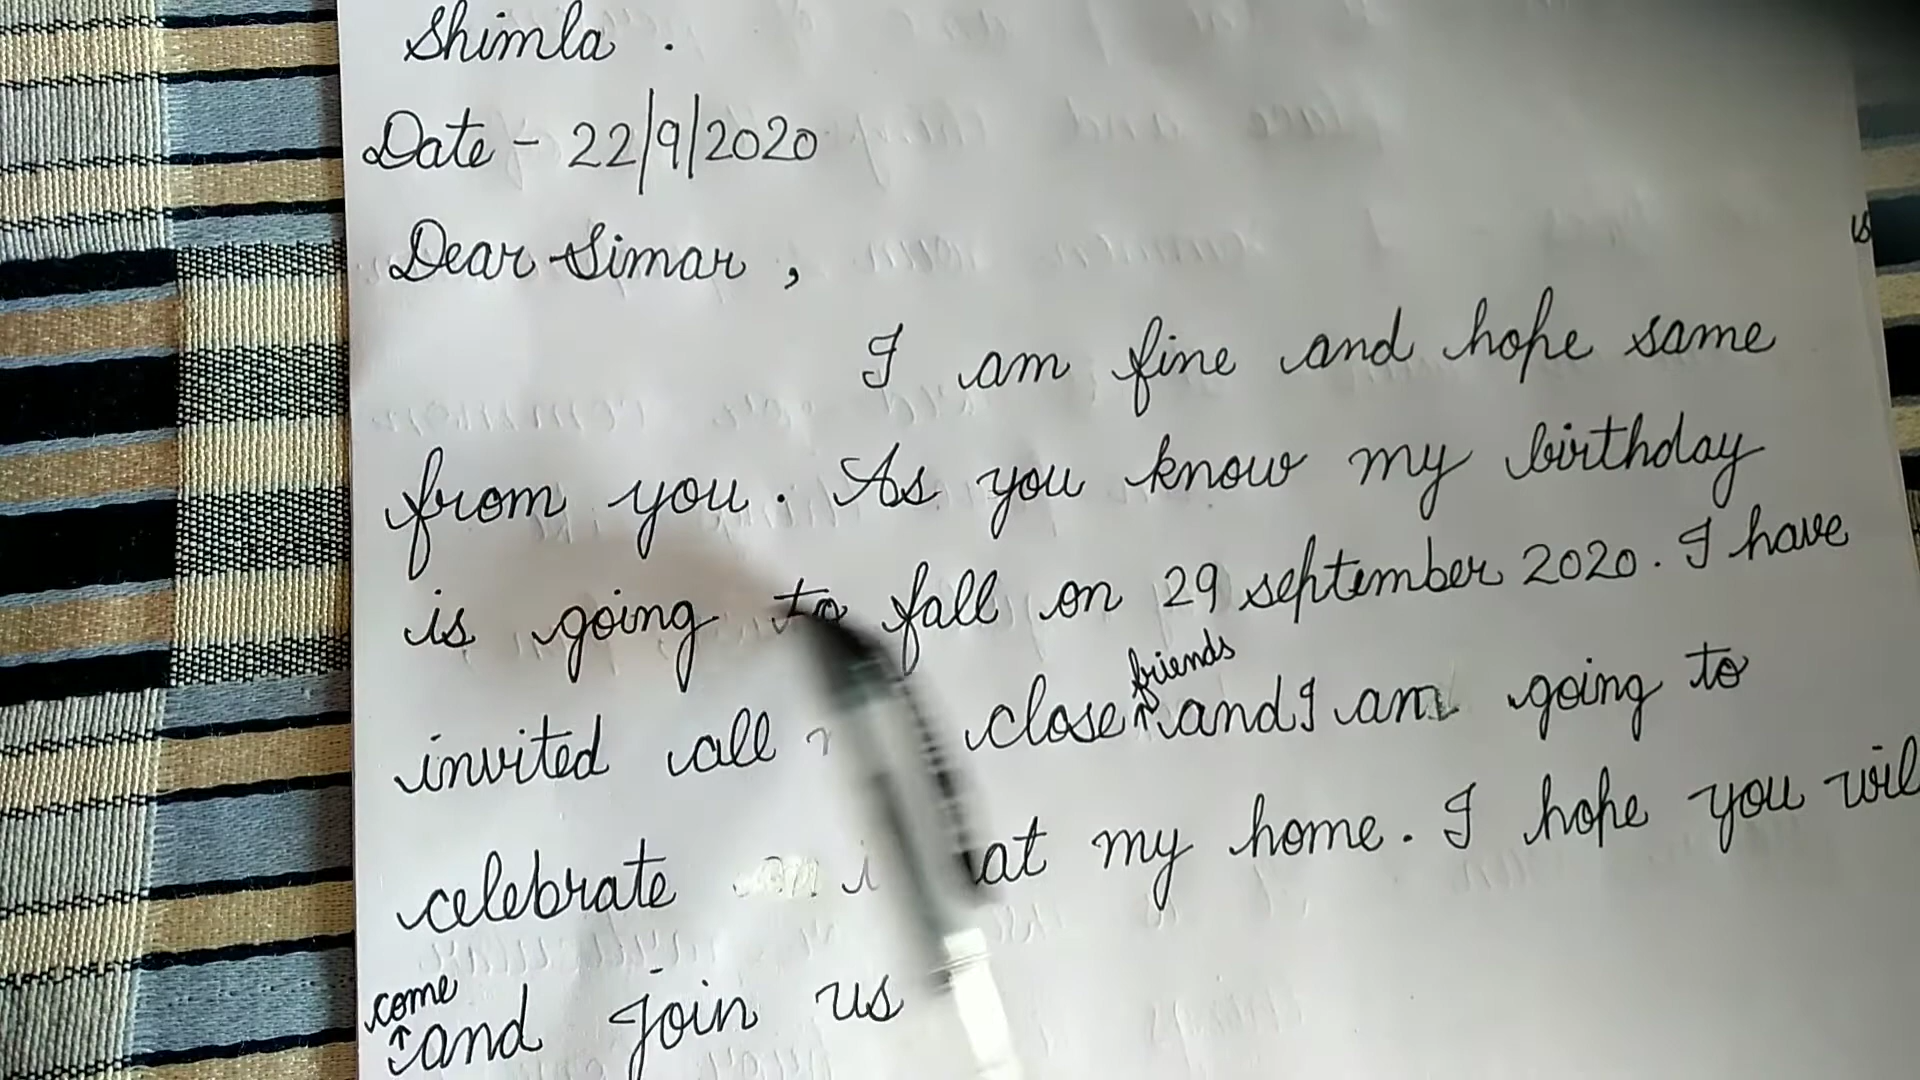 Shimla .
Date - 22/9/2020
Dear Simar ,
I am fine and hope same
from you . As you know my birthday
is going to fall on 29 september 2020. I have
friends
invited all close and I am going to
celebrate at my home. I hope you will
come
and join us